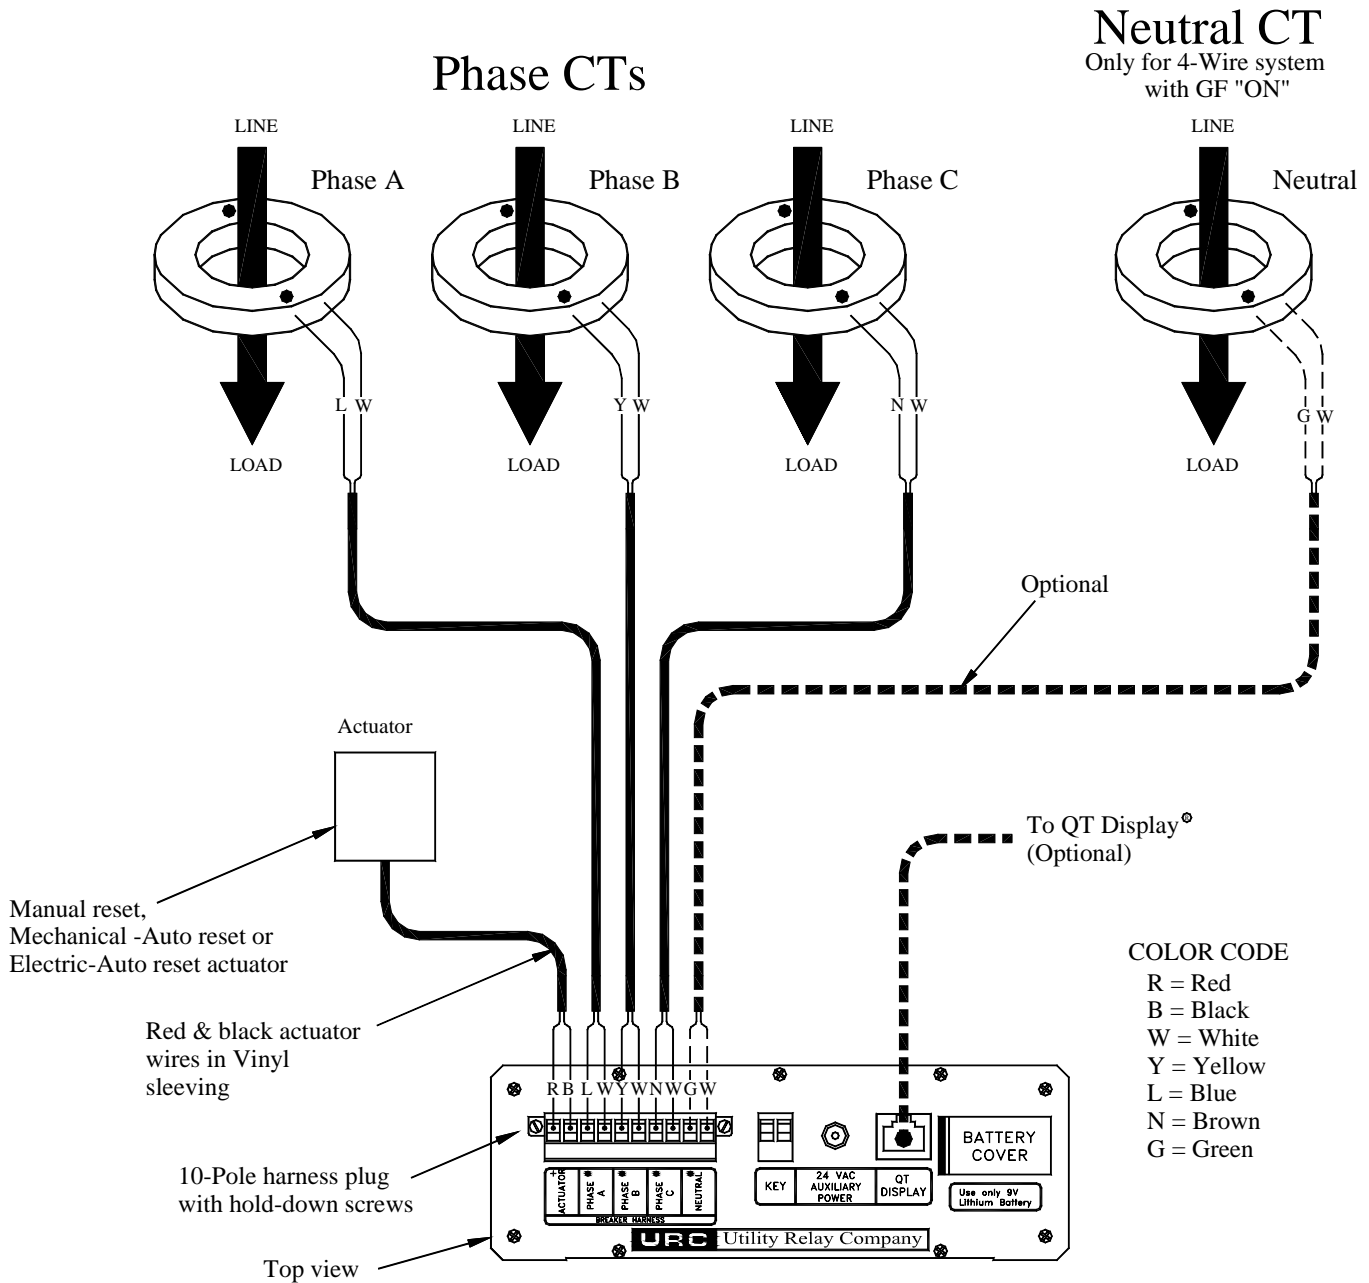 Phase CTs
Neutral CT
Only for 4-Wire system
with GF "ON"
LINE
LINE
LINE
LINE
Phase A
Phase B
Phase C
Neutral
L W
Y W
N W
G W
LOAD
LOAD
LOAD
LOAD
Optional
Actuator
To QT Display®
(Optional)
Manual reset,
Mechanical -Auto reset or
Electric-Auto reset actuator
Red & black actuator
wires in Vinyl
sleeving
COLOR CODE
R = Red
B = Black
W = White
Y = Yellow
L = Blue
N = Brown
G = Green
R B L W Y W N W G W
10-Pole harness plug
with hold-down screws
+
ACTUATOR
* PHASE A
* PHASE B
* PHASE C
* NEUTRAL
BREAKER HARNESS
KEY
24 VAC
AUXILIARY
POWER
QT
DISPLAY
BATTERY
COVER
Use only 9V
Lithium Battery
URC Utility Relay Company
Top view